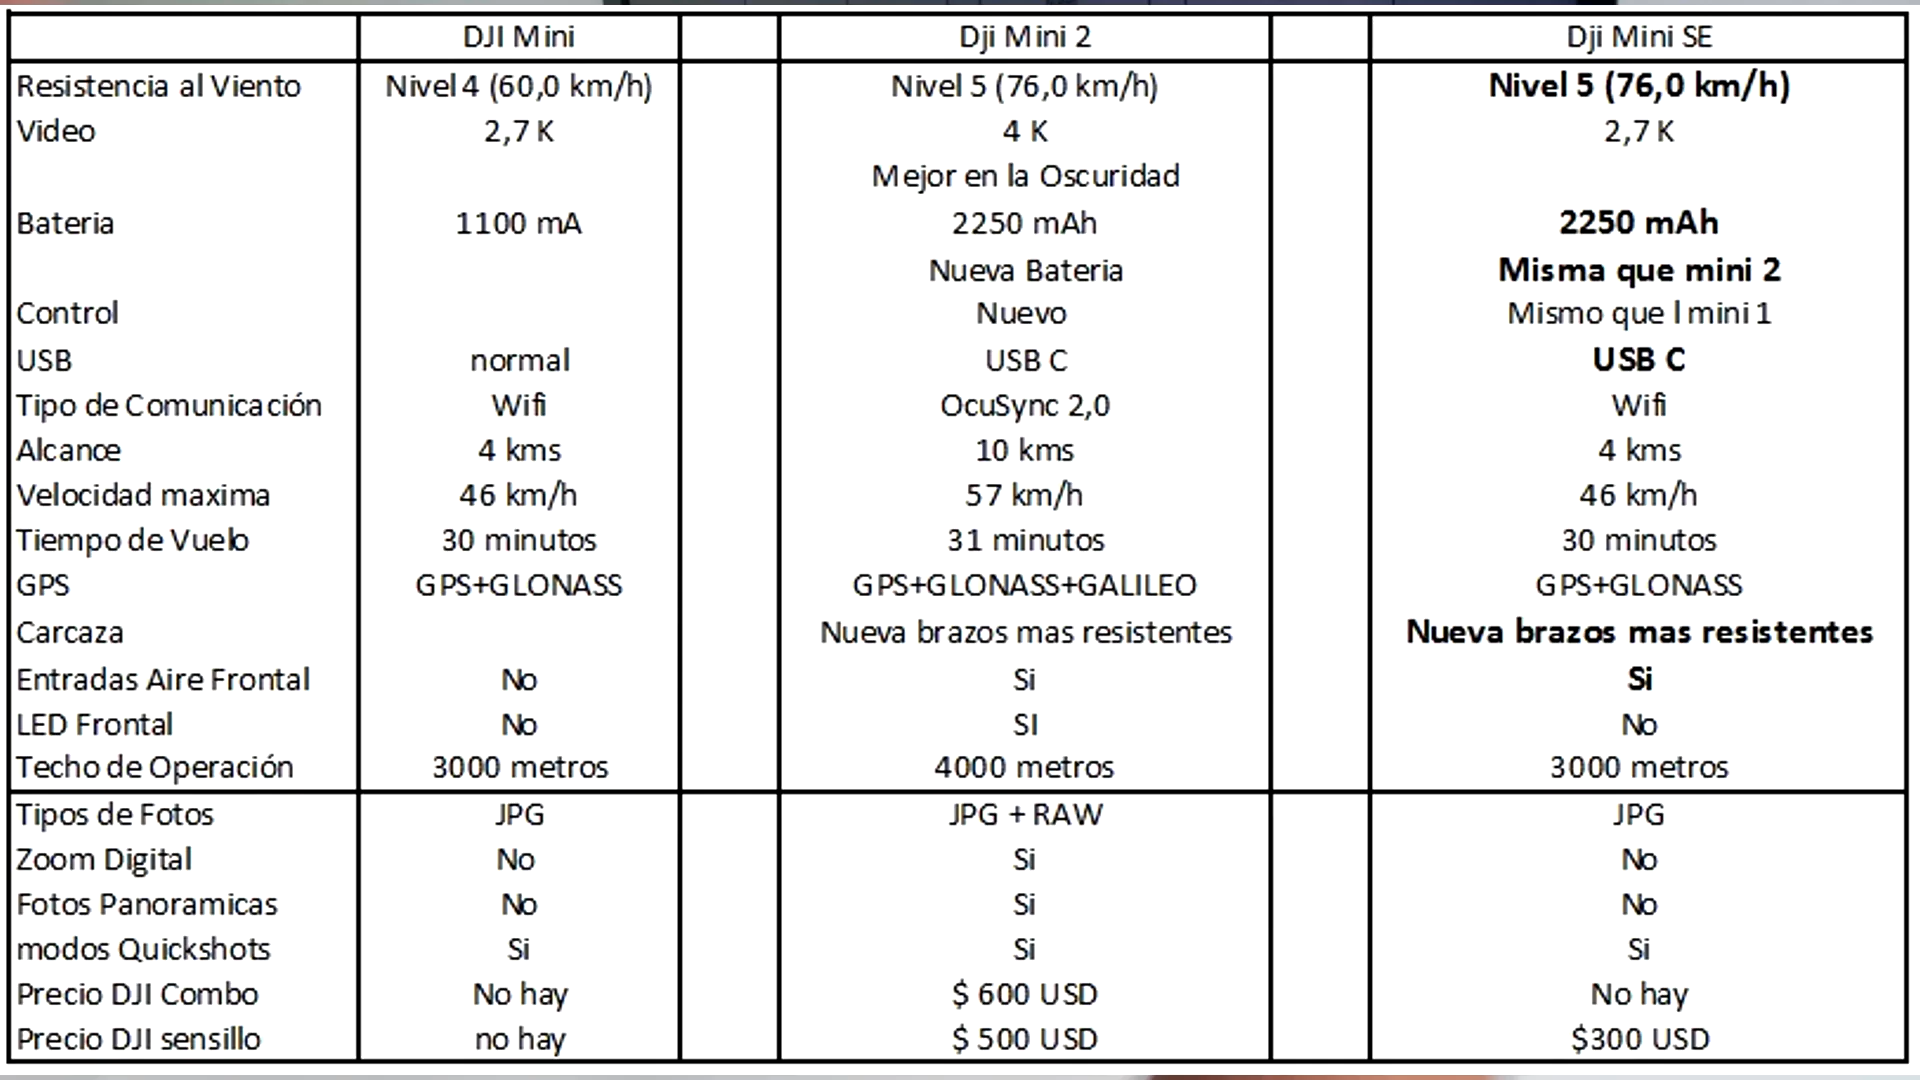 DJI Mini Dji Mini 2 Dji Mini SE
Resistencia al Viento Nivel 4 (60,0 km/h) Nivel 5 (76,0 km/h) Nivel 5 (76,0 km/h)
Video 2,7 K 4 K 2,7 K
Mejor en la Oscuridad
Bateria 1100 mA 2250 mAh 2250 mAh
Nueva Bateria Misma que mini 2
Control Nuevo Mismo que l mini 1
USB normal USB C USB C
Tipo de Comunicación Wifi OcuSync 2,0 Wifi
Alcance 4 kms 10 kms 4 kms
Velocidad maxima 46 km/h 57 km/h 46 km/h
Tiempo de Vuelo 30 minutos 31 minutos 30 minutos
GPS GPS+GLONASS GPS+GLONASS+GALILEO GPS+GLONASS
Carcaza Nueva brazos mas resistentes Nueva brazos mas resistentes
Entradas Aire Frontal No Si Si
LED Frontal No SI No
Techo de Operación 3000 metros 4000 metros 3000 metros
Tipos de Fotos JPG JPG + RAW JPG
Zoom Digital No Si No
Fotos Panoramicas No Si No
modos Quickshots Si Si Si
Precio DJI Combo No hay $ 600 USD No hay
Precio DJI sensillo no hay $ 500 USD $300 USD